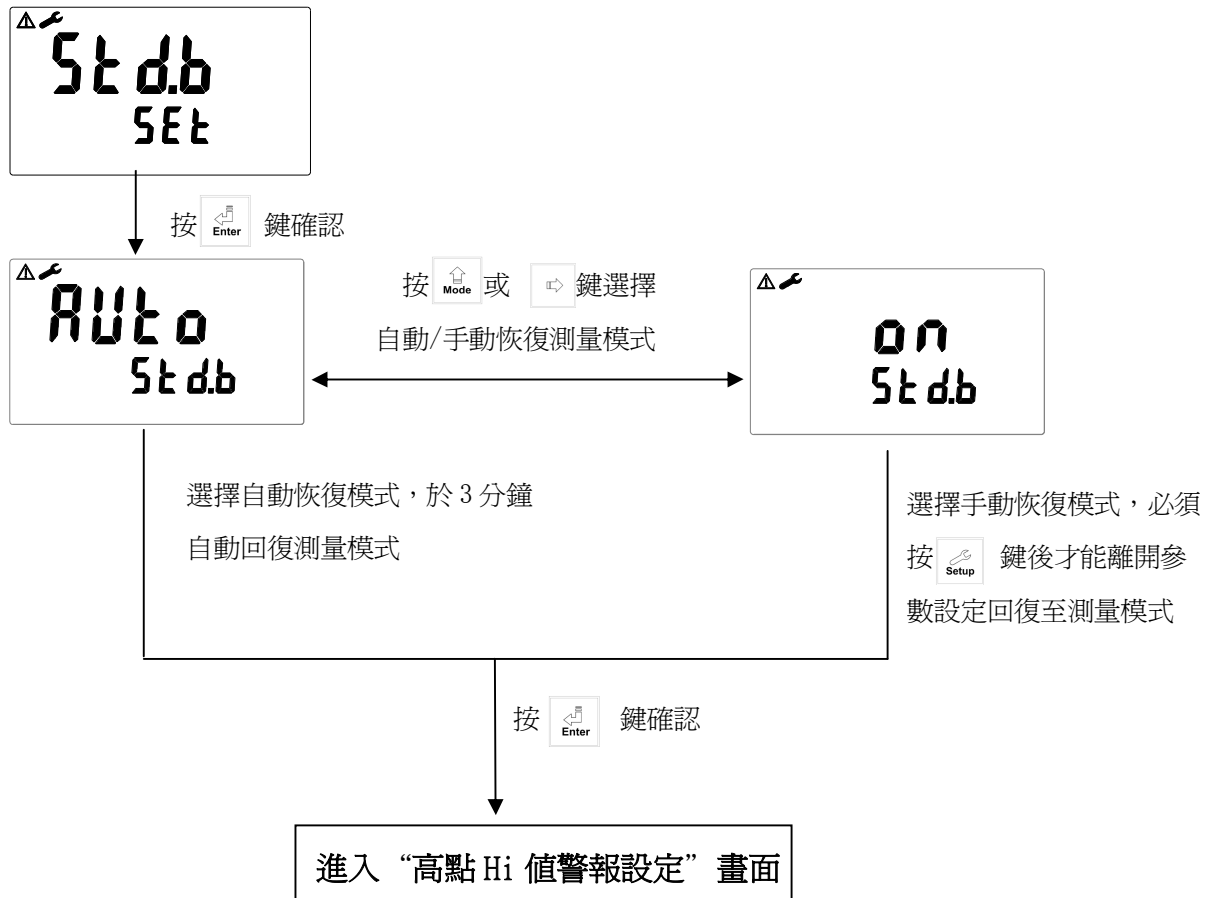 Std.b
SEt
按 Enter 鍵確認
AUto
Std.b
按 Mode 或 鍵選擇
自動/手動恢復測量模式
on
Std.b
選擇自動恢復模式，於 3 分鐘
自動回復測量模式
選擇手動恢復模式，必須
按 Setup 鍵後才能離開參
數設定回復至測量模式
按 Enter 鍵確認
進入“高點 Hi 值警報設定”畫面